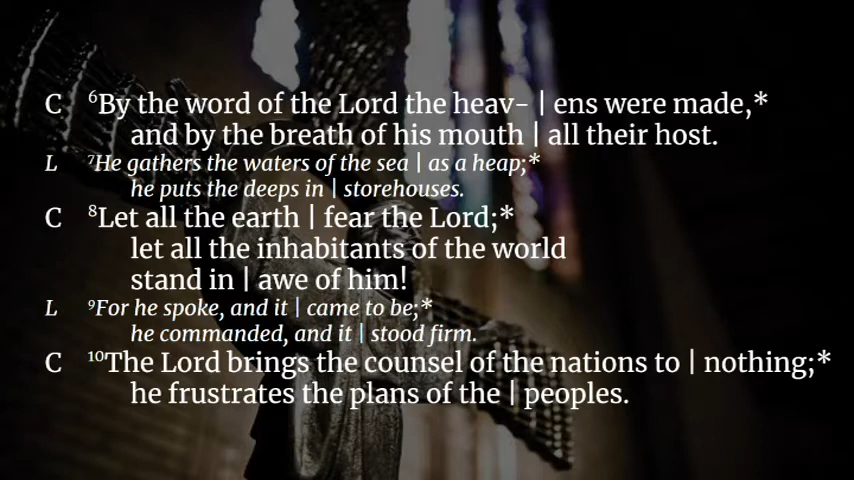 C ⁶By the word of the Lord the heav- | ens were made,*
and by the breath of his mouth | all their host.
L ⁷He gathers the waters of the sea | as a heap;*
he puts the deeps in | storehouses.
C ⁸Let all the earth | fear the Lord;*
let all the inhabitants of the world
stand in | awe of him!
L ⁹For he spoke, and it | came to be;*
he commanded, and it | stood firm.
C ¹⁰The Lord brings the counsel of the nations to | nothing;*
he frustrates the plans of the | peoples.